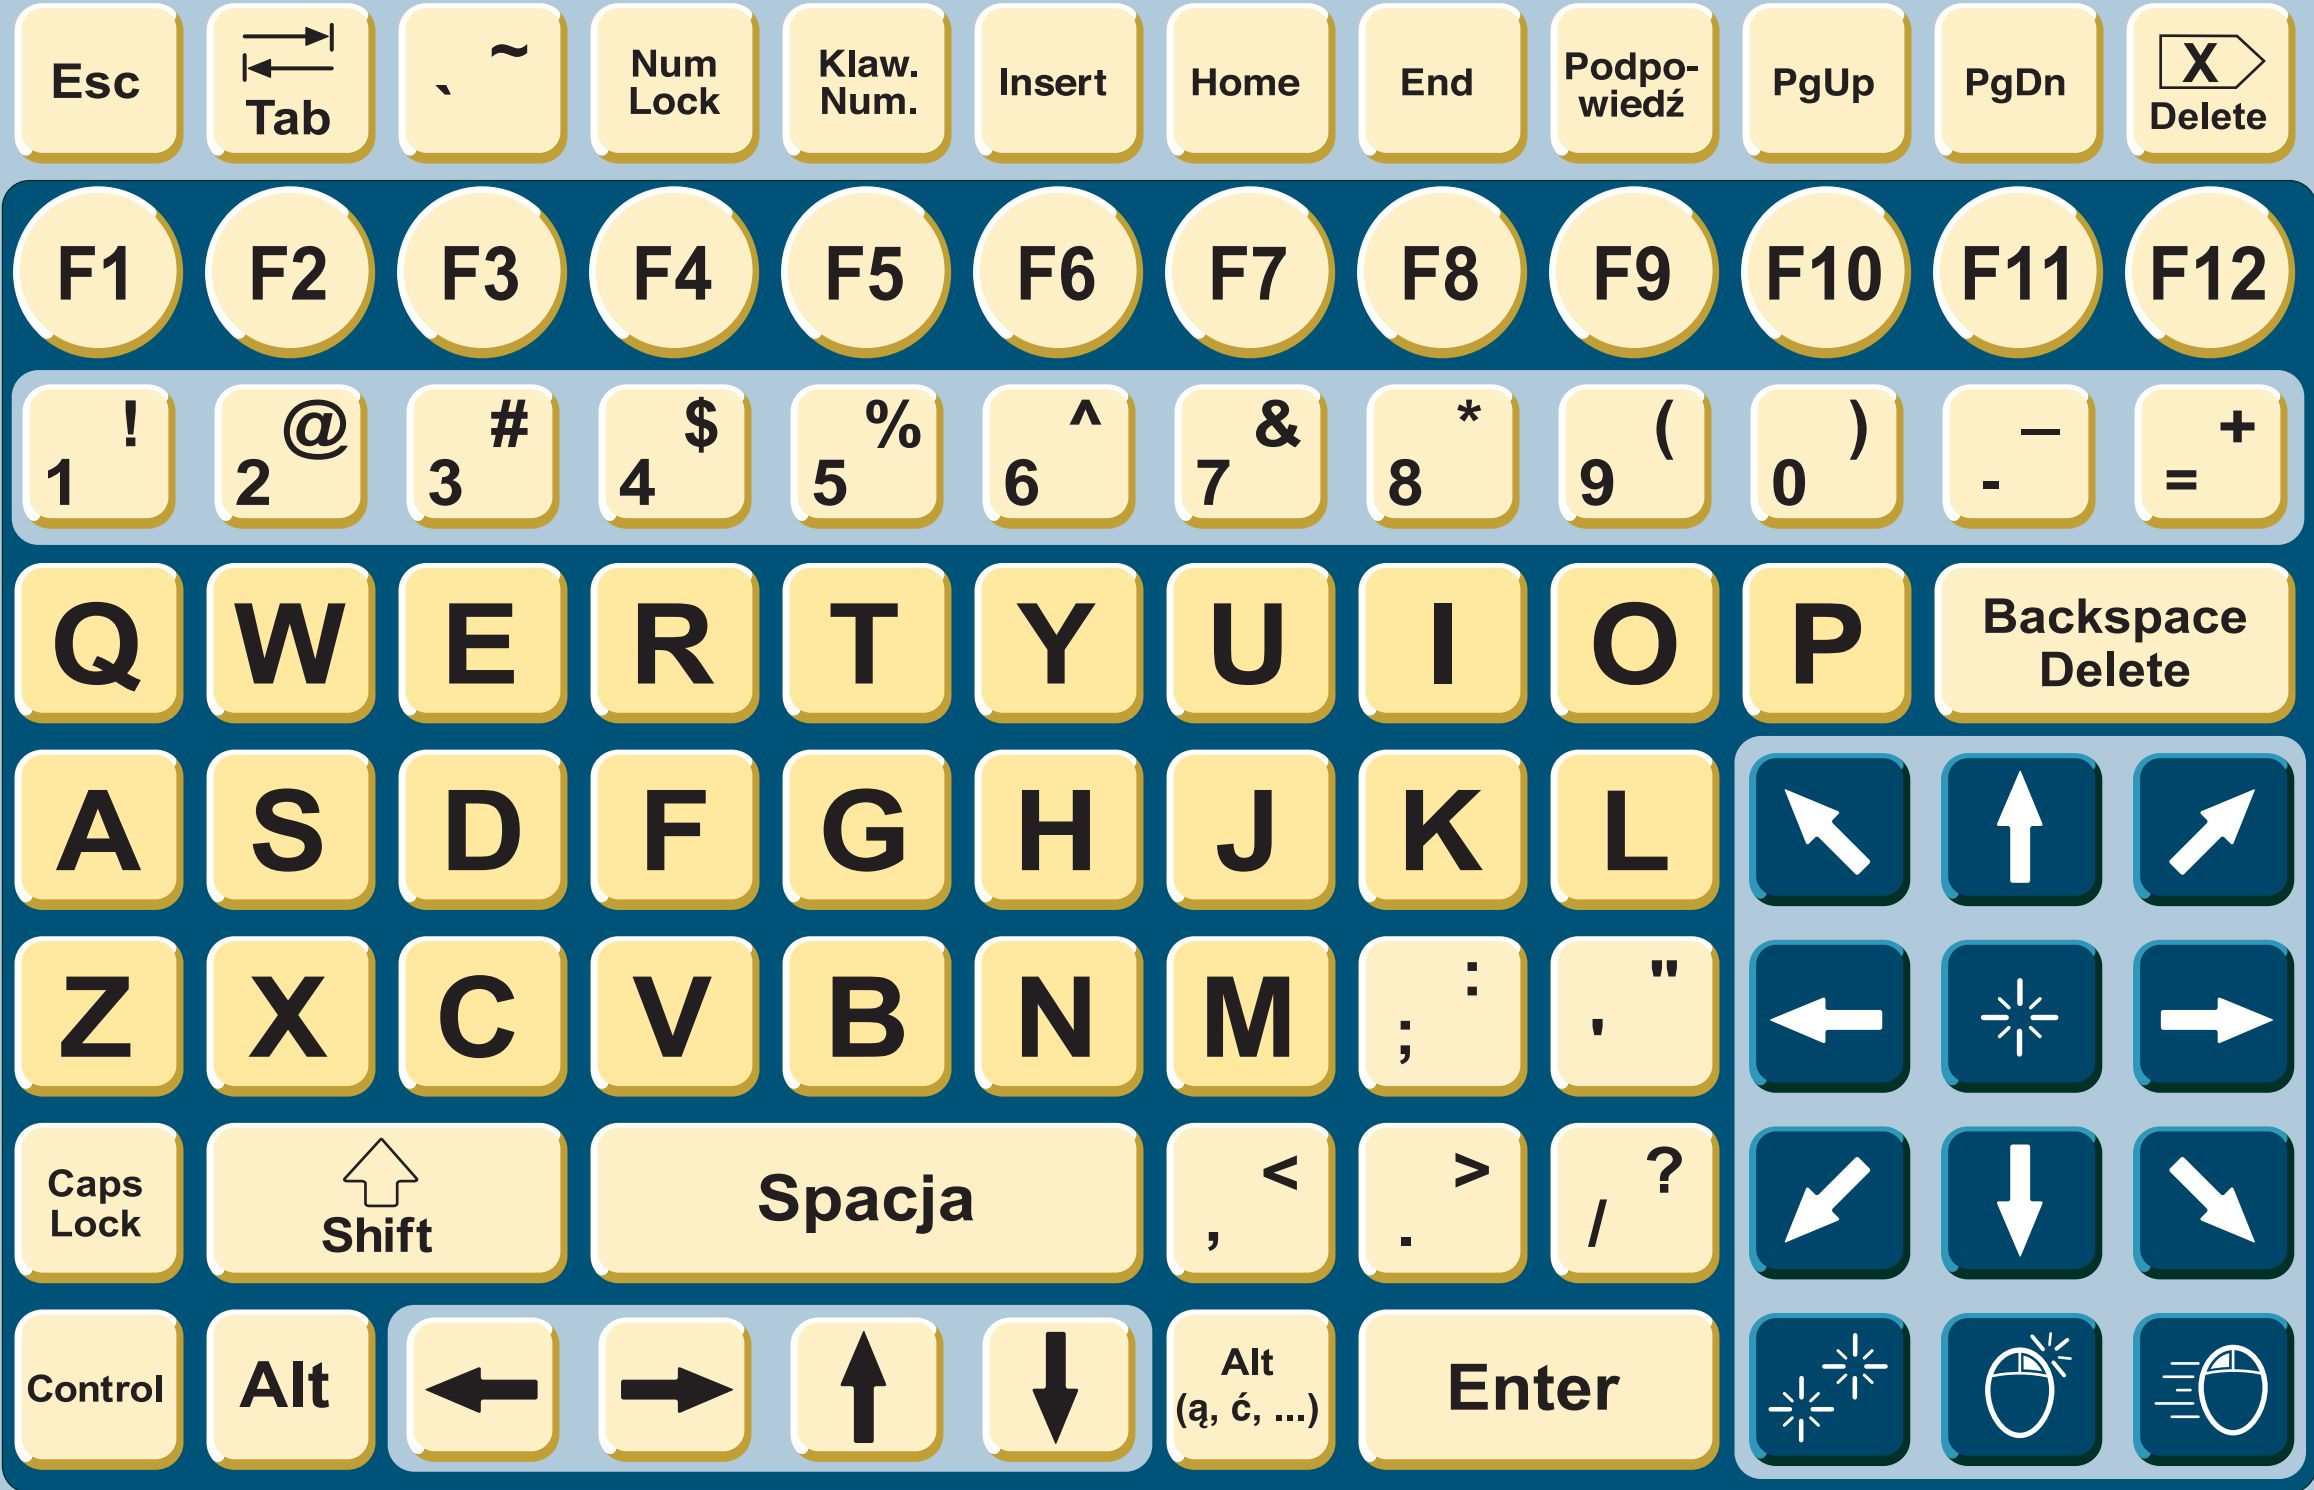 Esc Tab ` ~ Num Lock Klaw. Num. Insert Home End Podpo-wiedź PgUp PgDn X Delete
F1 F2 F3 F4 F5 F6 F7 F8 F9 F10 F11 F12
1 ! 2 @ 3 # 4 $ 5 % 6 ^ 7 & 8 * 9 ( 0 ) - _ = +
Q W E R T Y U I O P Backspace Delete
A S D F G H J K L
Z X C V B N M ; : ' "
Caps Lock Shift Spacja , < . > / ?
Control Alt Alt (ą, ć, ...) Enter